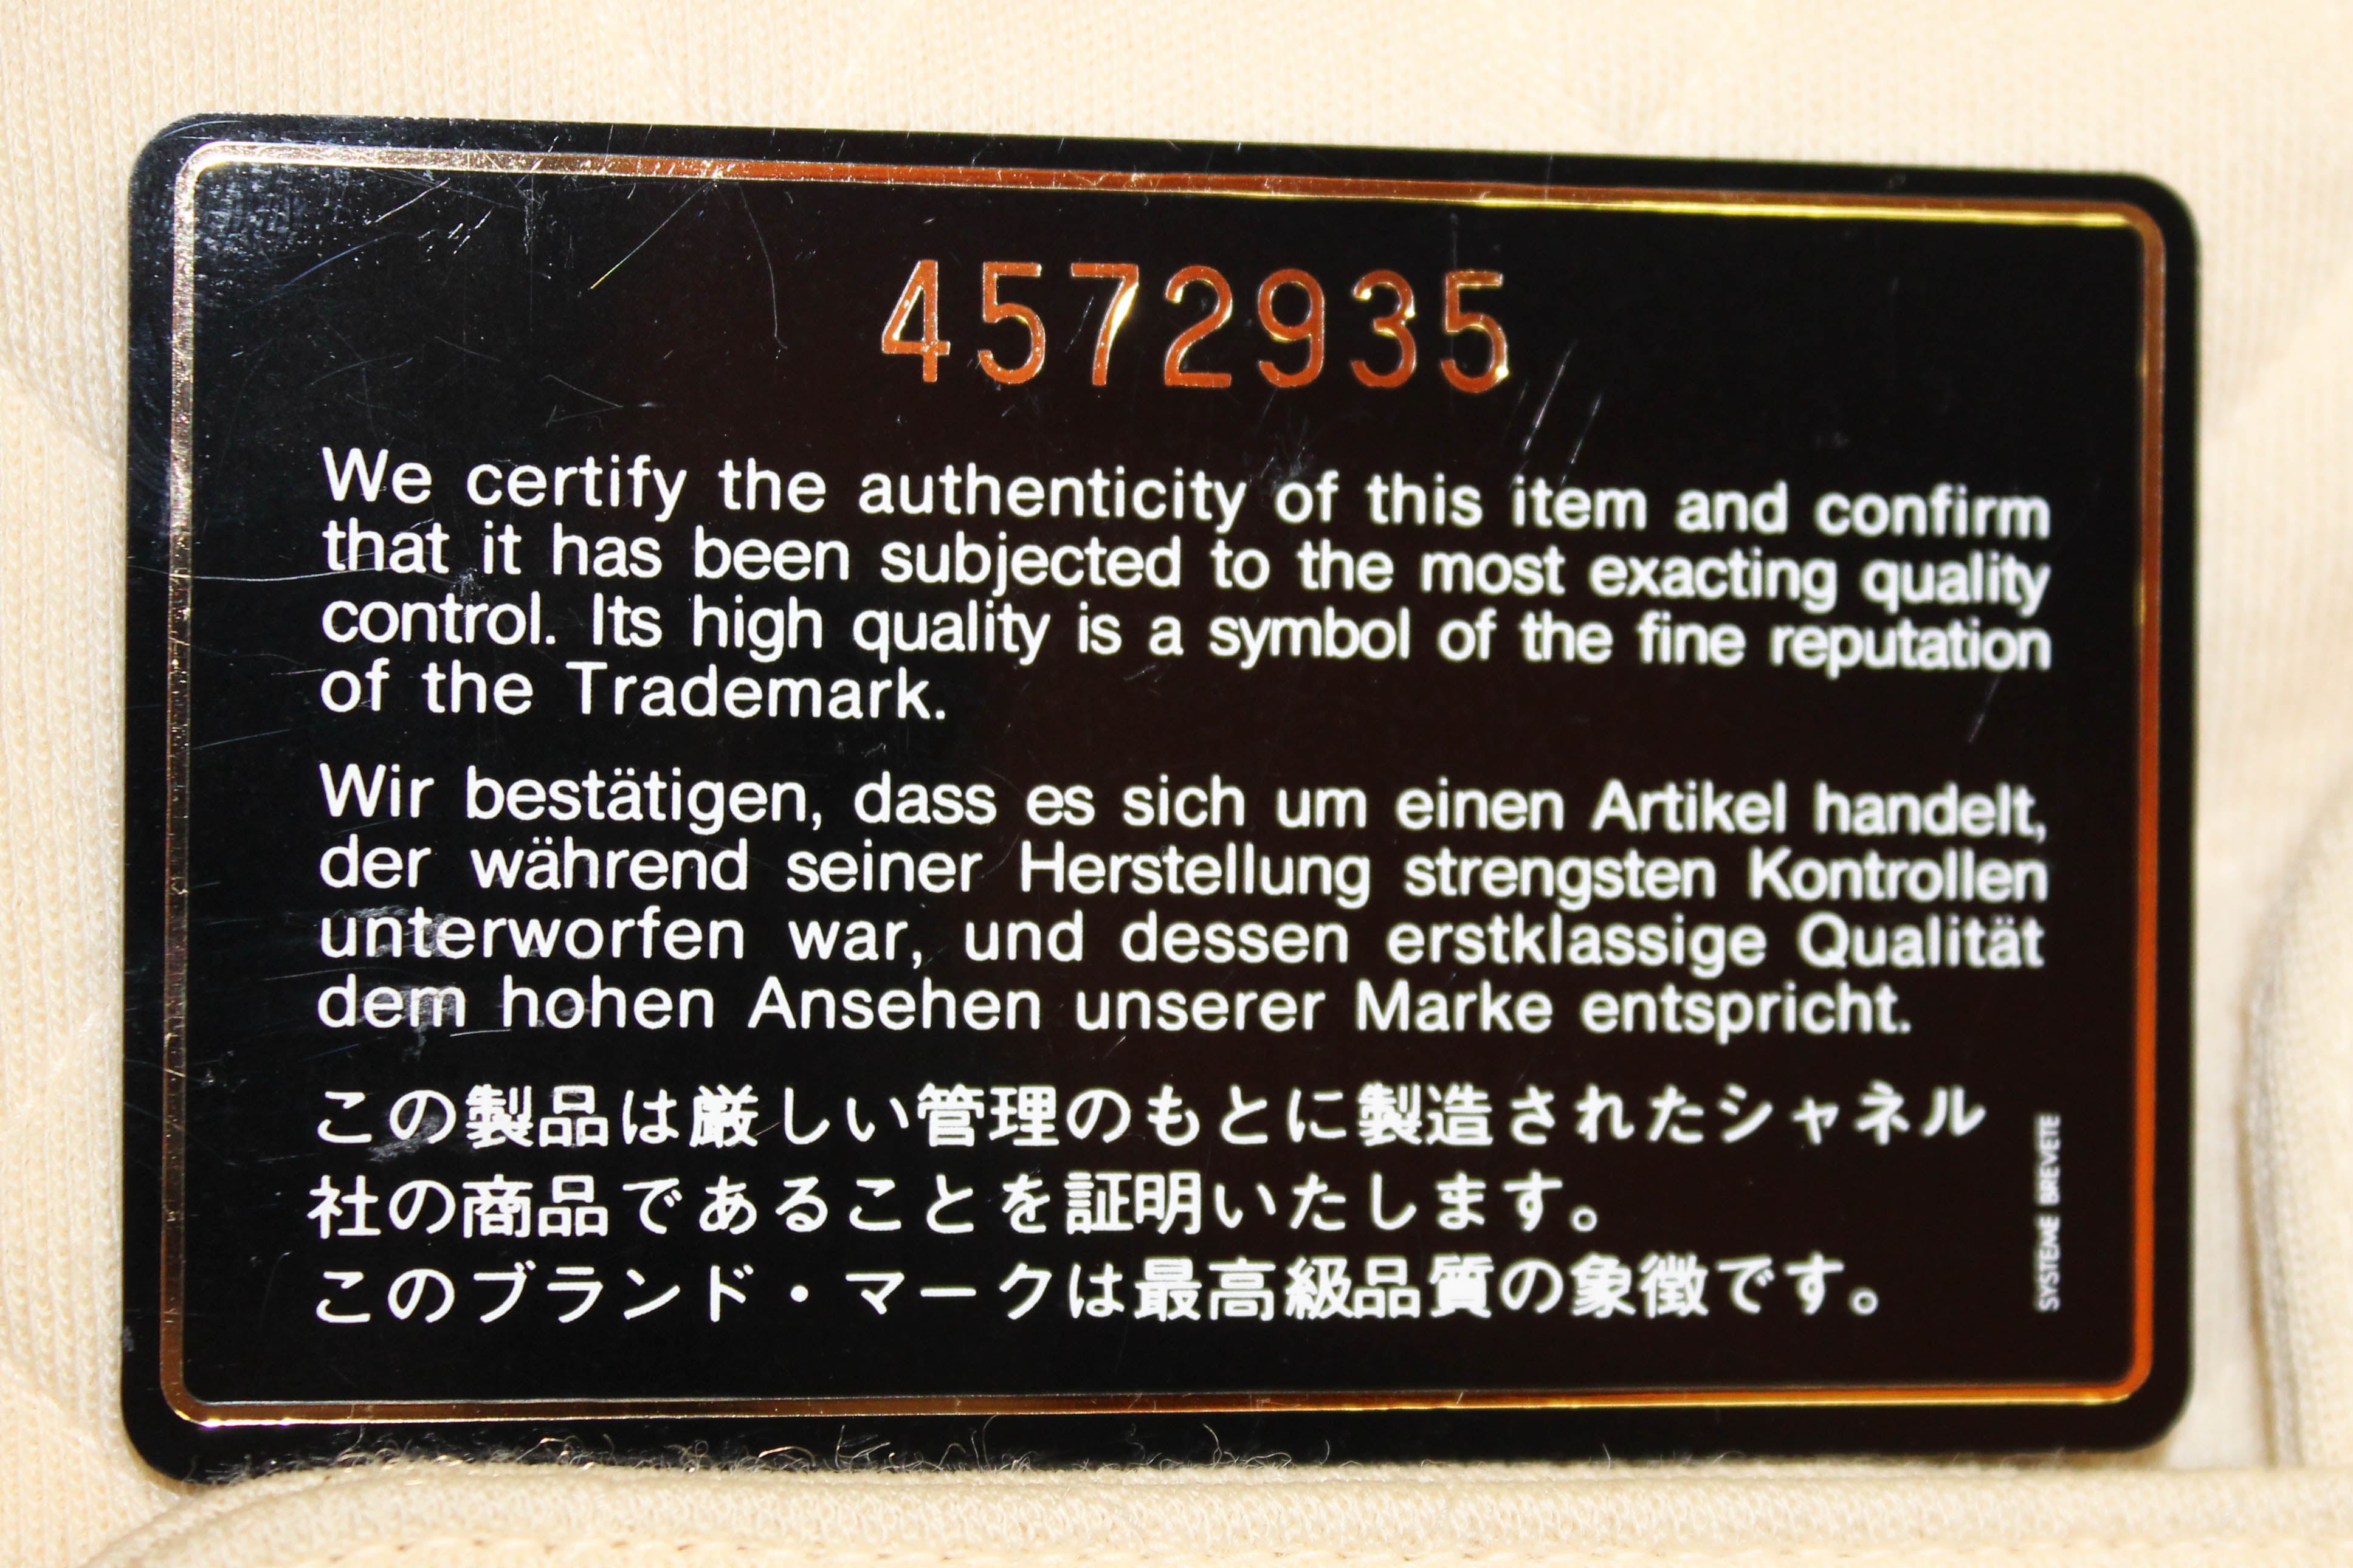 4572935
We certify the authenticity of this item and confirm
that it has been subjected to the most exacting quality
control. Its high quality is a symbol of the fine reputation
of the Trademark.
Wir bestätigen, dass es sich um einen Artikel handelt,
der während seiner Herstellung strengsten Kontrollen
unterworfen war, und dessen erstklassige Qualität
dem hohen Ansehen unserer Marke entspricht.
この製品は厳しい管理のもとに製造されたシャネル
社の商品であることを証明いたします。
このブランド・マークは最高級品質の象徴です。
SYSTEME BREVETE